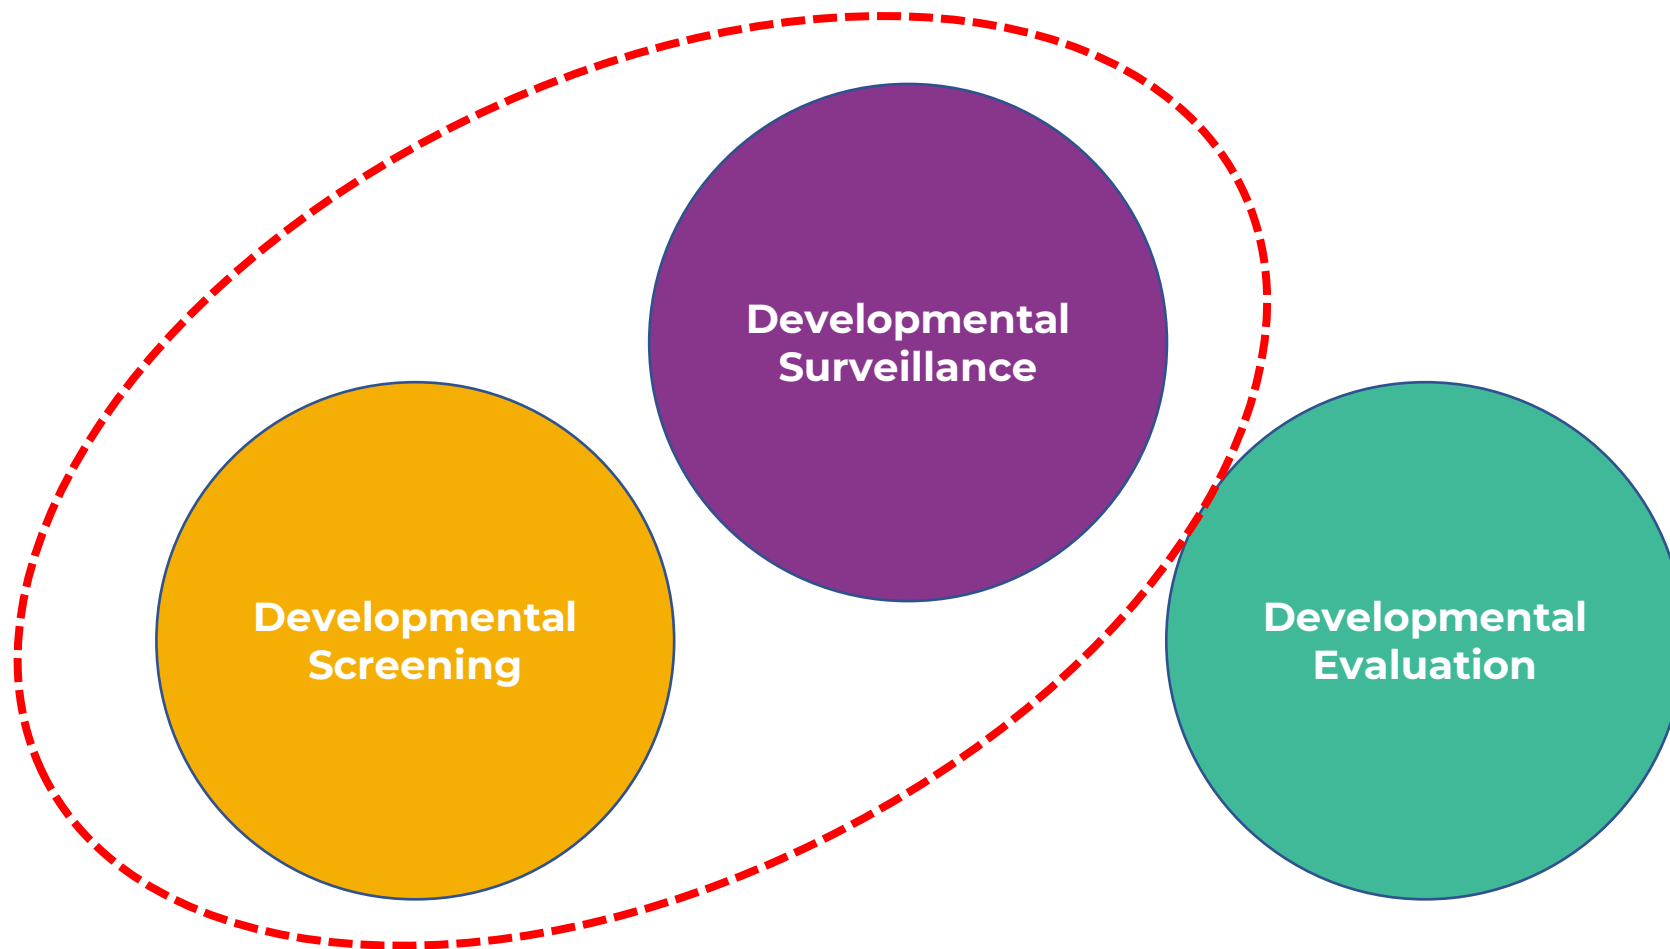 Developmental
Surveillance
Developmental
Screening
Developmental
Evaluation